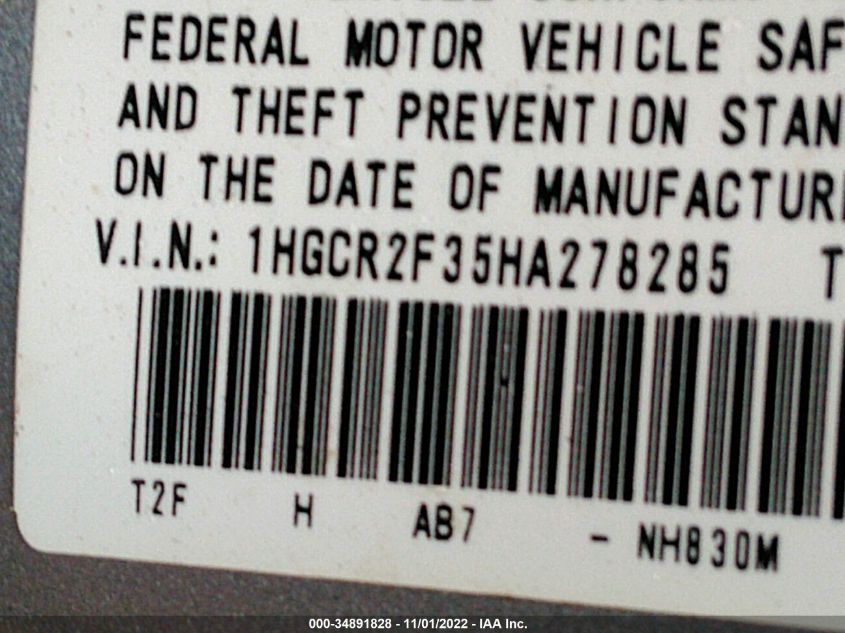 FEDERAL MOTOR VEHICLE SAF
AND THEFT PREVENTION STAN
ON THE DATE OF MANUFACTUR
V.I.N.: 1HGCR2F35HA278285 T
T2F H AB7 - NH830M
000-34891828 - 11/01/2022 - IAA Inc.